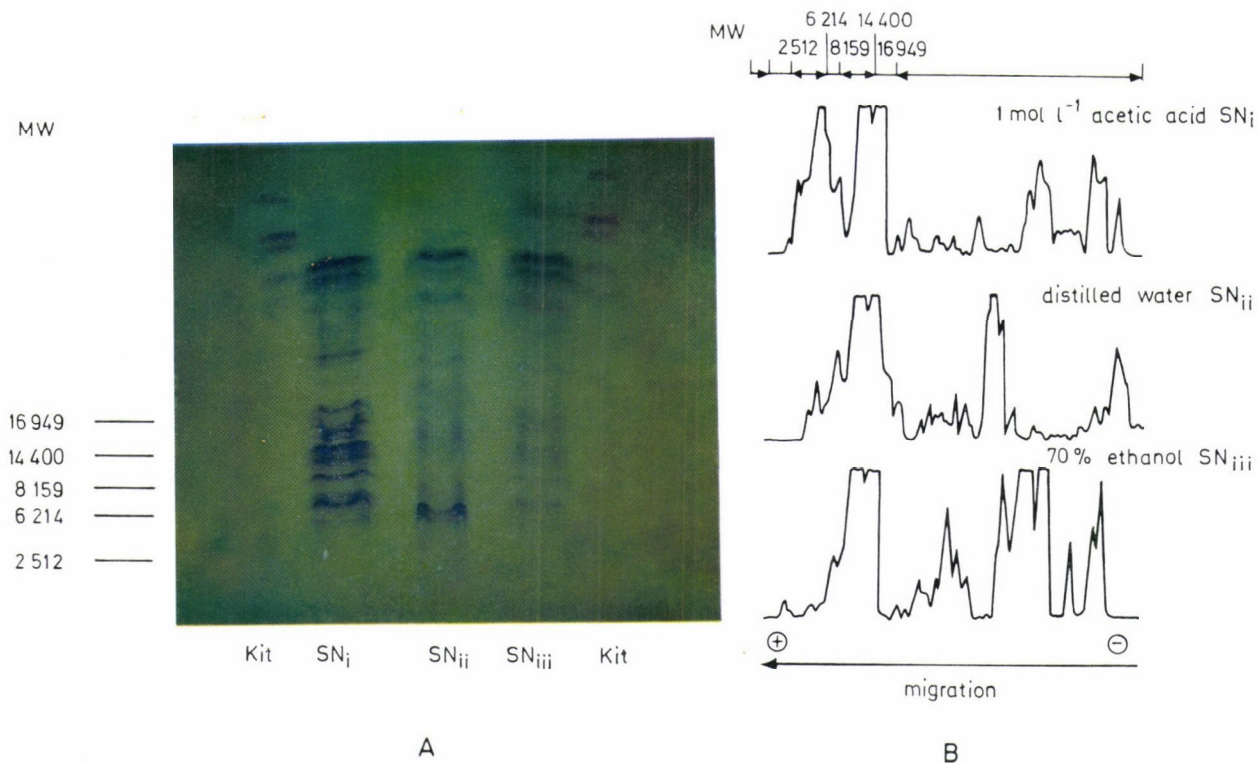 MW
16 949
14 400
8 159
6 214
2 512
Kit SNi SNii SNiii Kit
A
MW
6 214 14 400
2 512 8 159 16 949
1 mol l⁻¹ acetic acid SNi
distilled water SNii
70 % ethanol SNiii
⊕ ⊖
migration
B